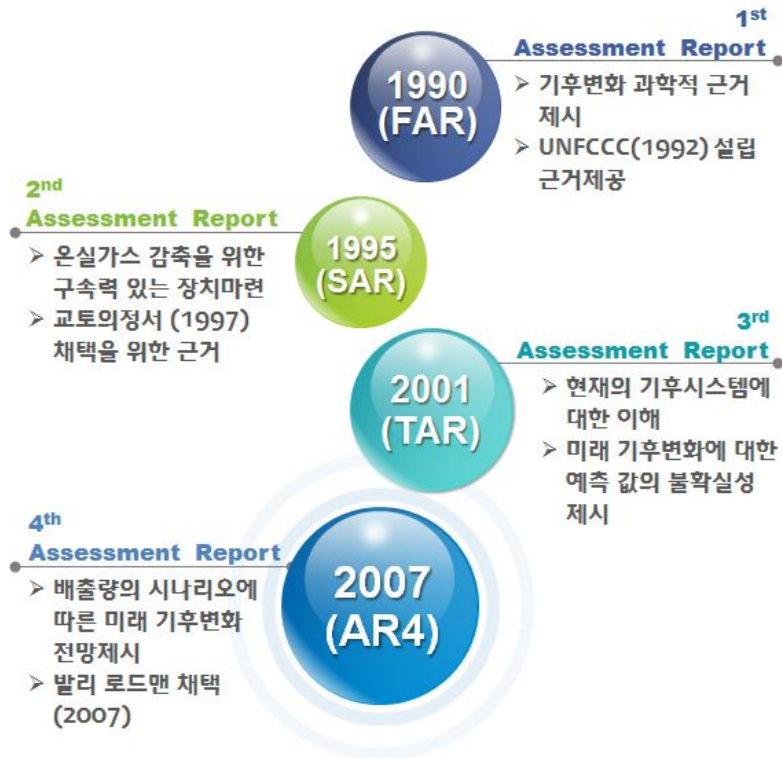 1st
Assessment Report
1990
(FAR)
➢ 기후변화 과학적 근거
제시
➢ UNFCCC(1992) 설립
근거제공
2nd
Assessment Report
1995
(SAR)
➢ 온실가스 감축을 위한
구속력 있는 장치마련
➢ 교토의정서 (1997)
채택을 위한 근거
3rd
Assessment Report
2001
(TAR)
➢ 현재의 기후시스템에
대한 이해
➢ 미래 기후변화에 대한
예측 값의 불확실성
제시
4th
Assessment Report
2007
(AR4)
➢ 배출량의 시나리오에
따른 미래 기후변화
전망제시
➢ 발리 로드맨 채택
(2007)